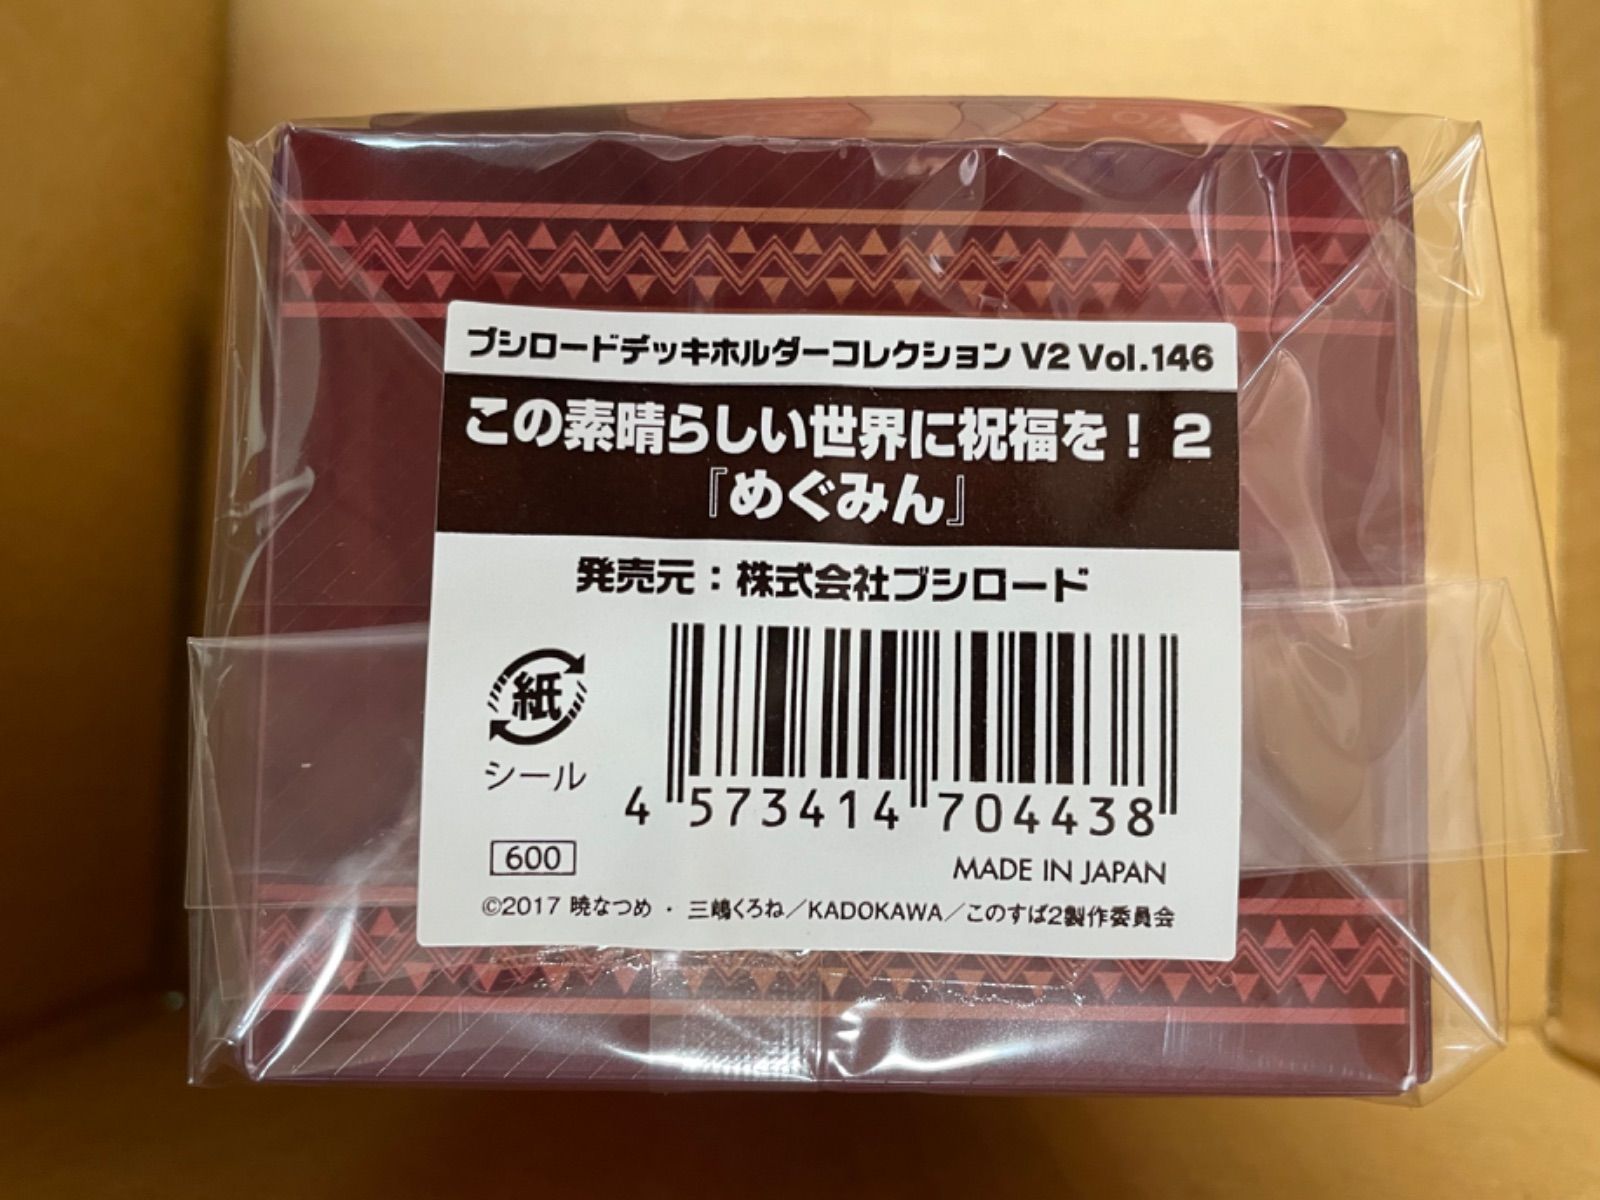 ブシロードデッキホルダーコレクション V2 Vol.146
この素晴らしい世界に祝福を！２
『めぐみん』
発売元：株式会社ブシロード
紙
シール
4 573414 704438
600
MADE IN JAPAN
©2017 暁なつめ・三嶋くろね／KADOKAWA／このすば2製作委員会